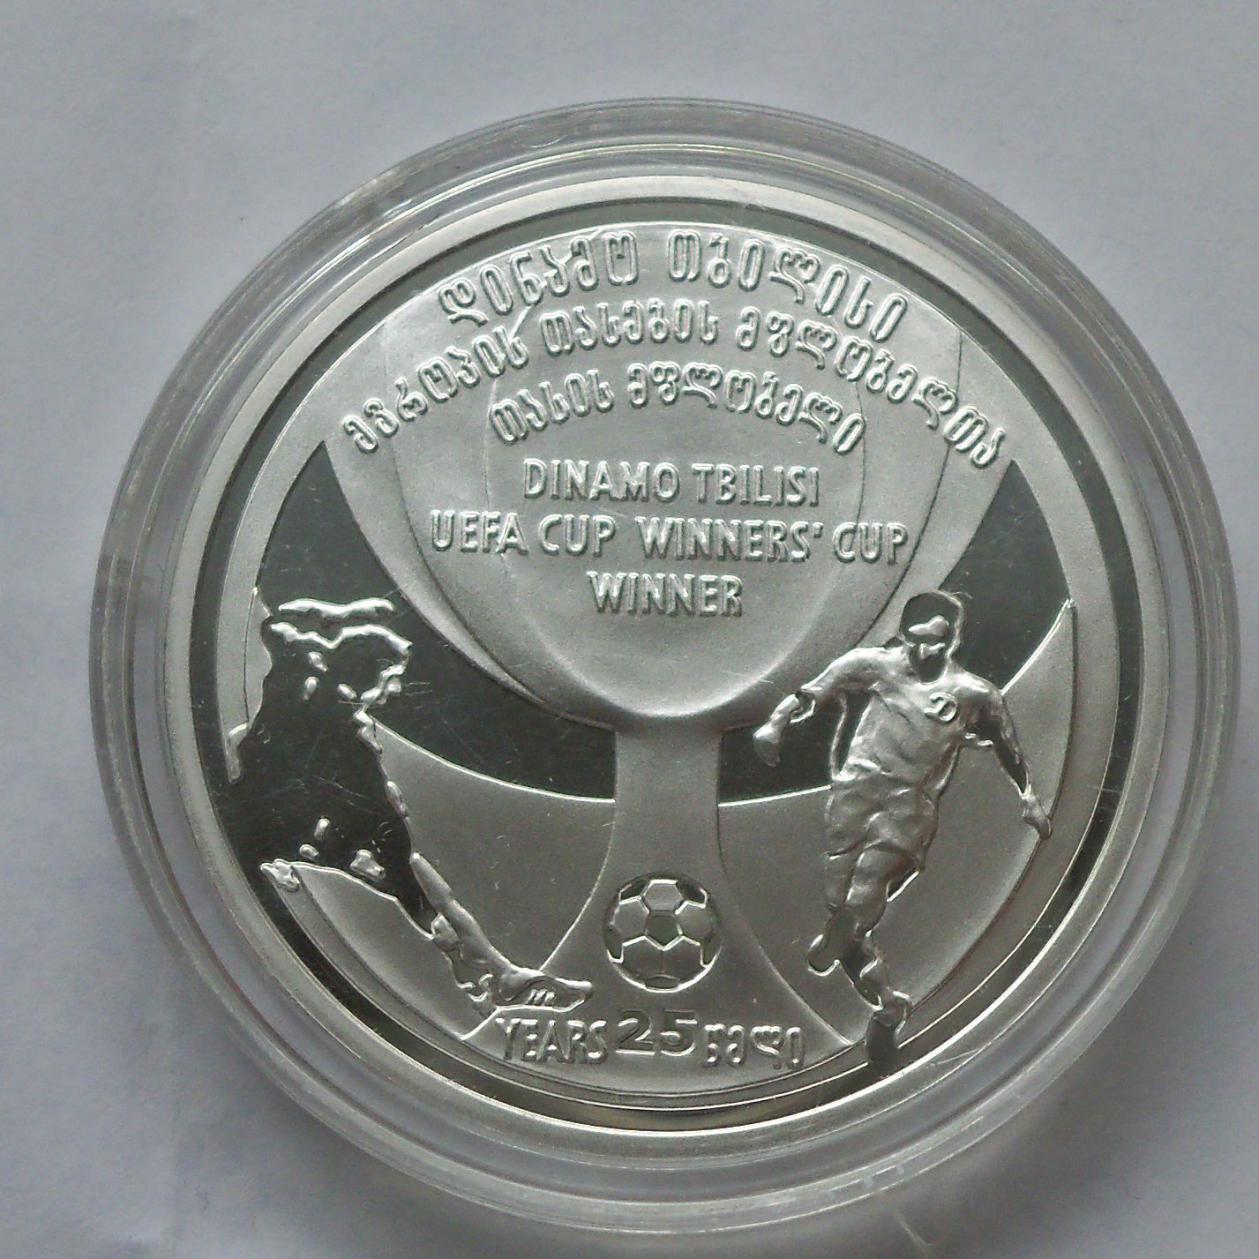 დინამო თბილისი
ევროპის თასების მფლობელთა
თასის მფლობელი
DINAMO TBILISI
UEFA CUP WINNERS' CUP
WINNER
D
YEARS 25 წელი